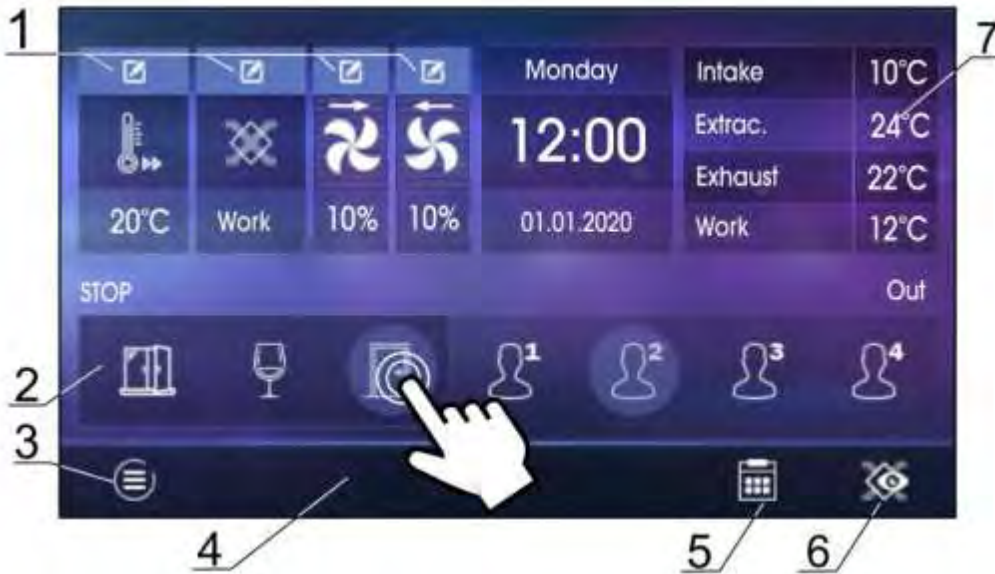 1
7
Monday
Intake 10°C
12:00
Extrac. 24°C
Exhaust 22°C
20°C Work 10% 10% 01.01.2020
Work 12°C
STOP
Out
1 2 3 4
2
3
4
5
6